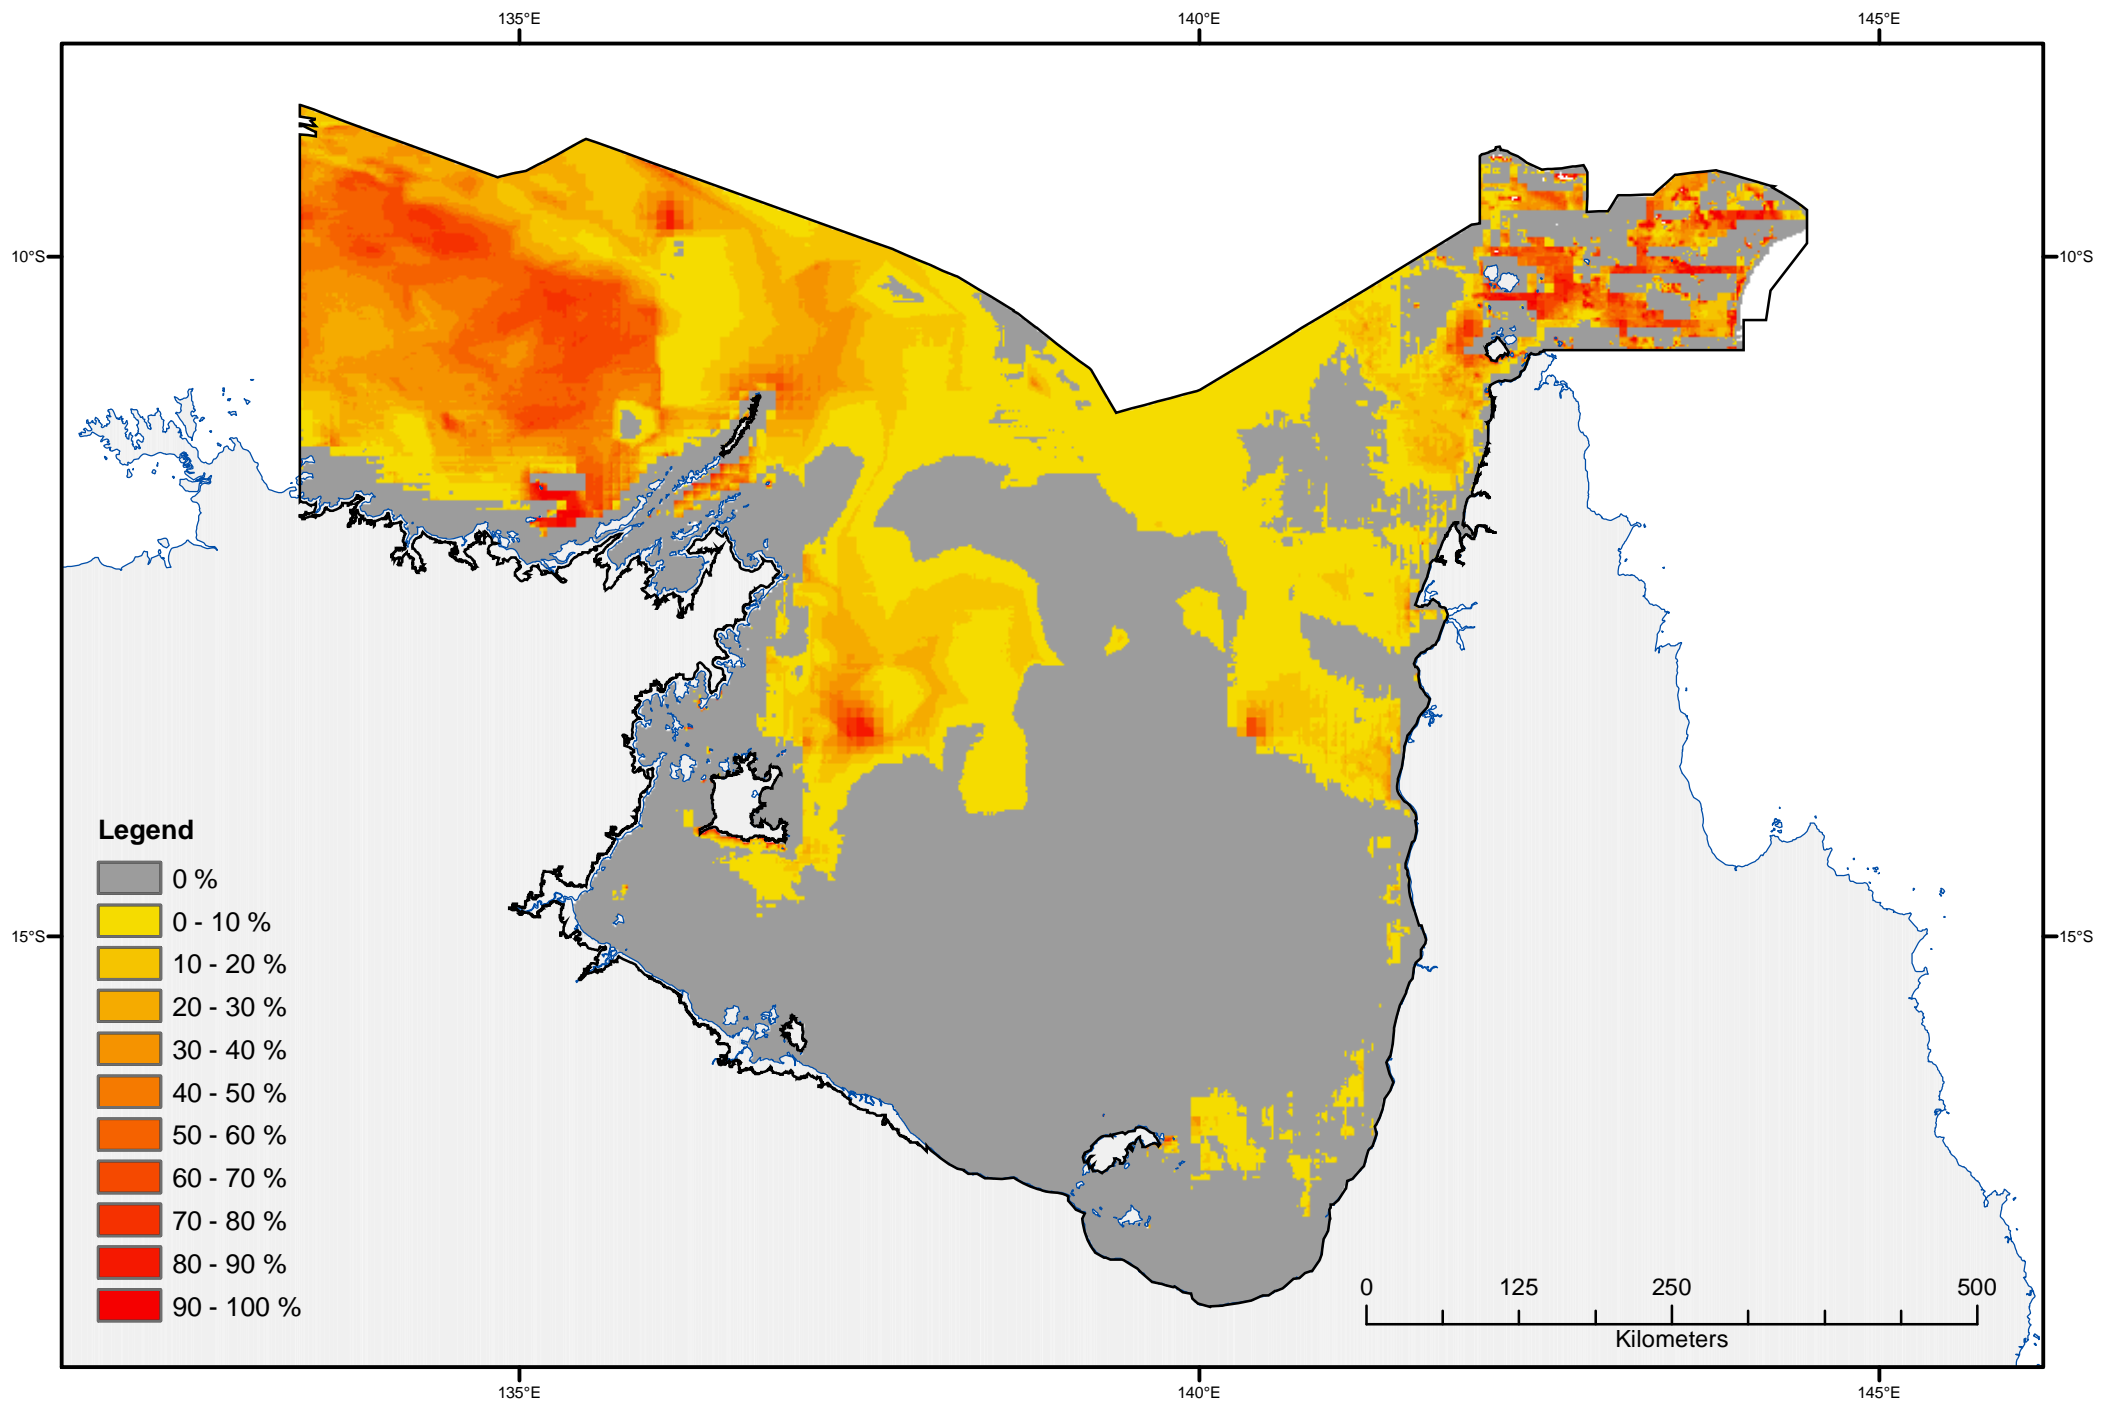 135°E 140°E 145°E
10°S 10°S
Legend
0 %
0 - 10 %
15°S 15°S
10 - 20 %
20 - 30 %
30 - 40 %
40 - 50 %
50 - 60 %
60 - 70 %
70 - 80 %
80 - 90 %
90 - 100 %
0 125 250 500
Kilometers
135°E 140°E 145°E